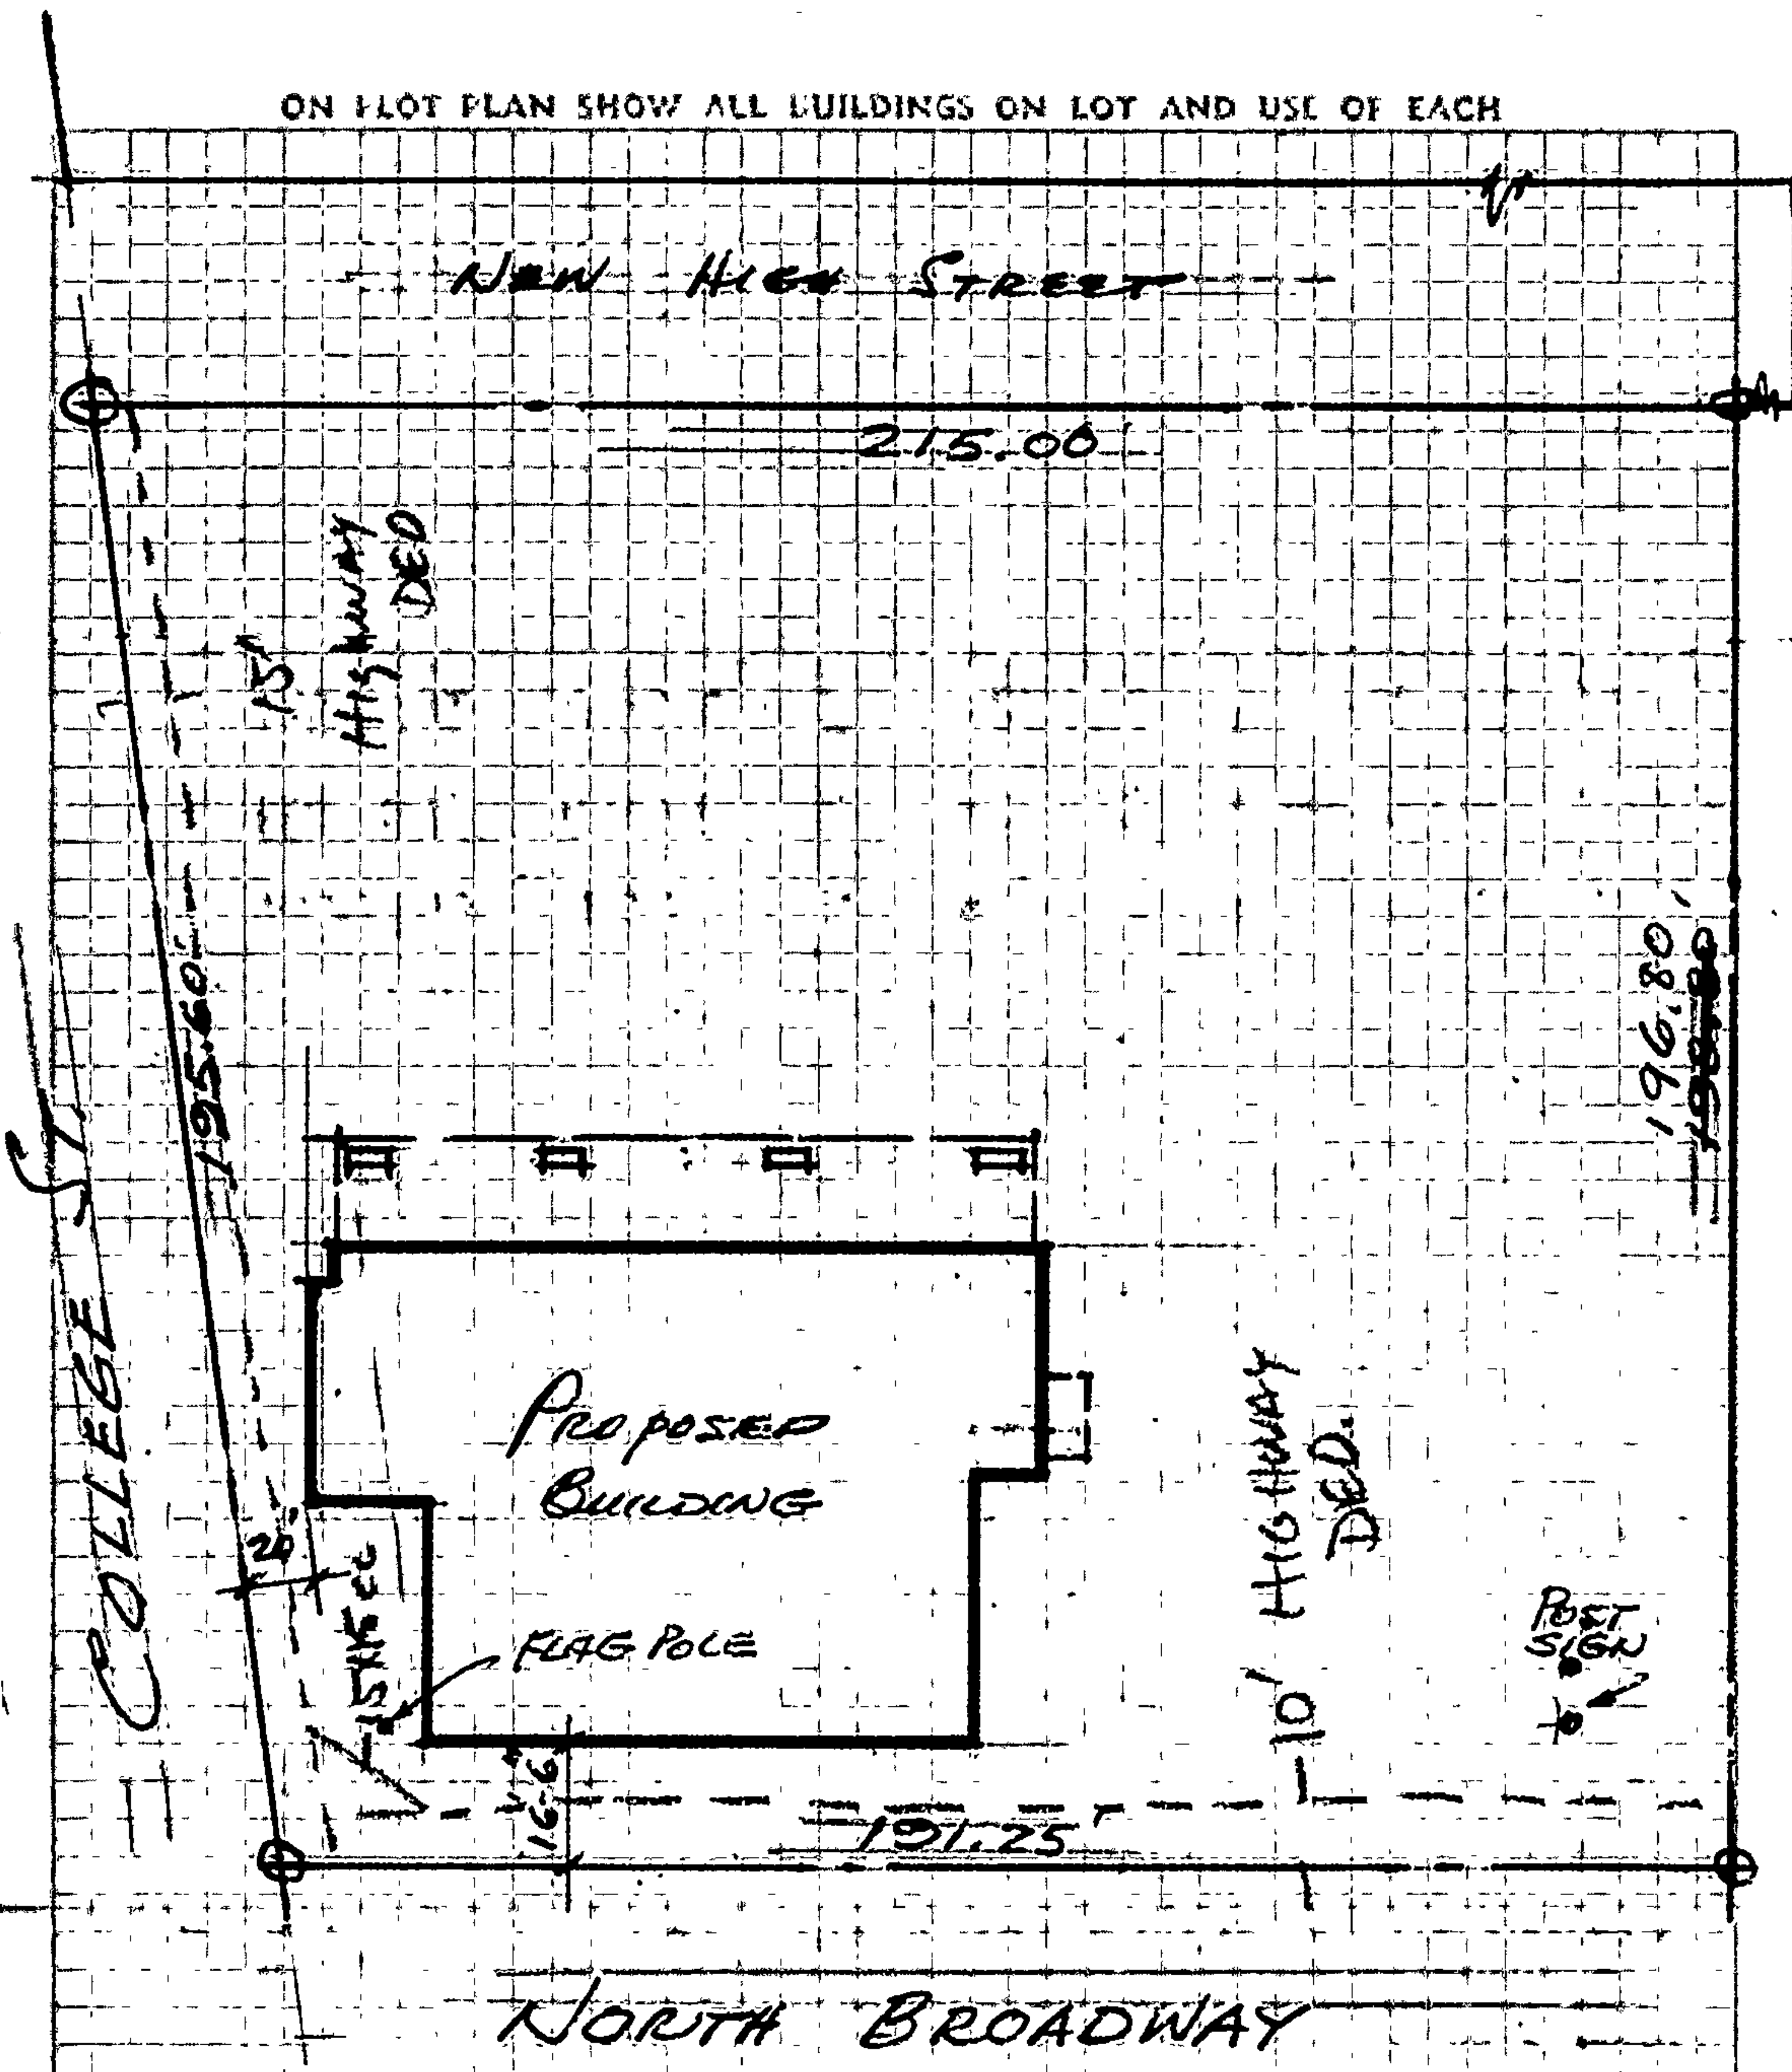 ON PLOT PLAN SHOW ALL BUILDINGS ON LOT AND USE OF EACH
NEW HIGH STREET
215.00'
15'
HIGHWAY
DED
195.60'
196.80'
COLLEGE ST.
PROPOSED
BUILDING
20'
15X15 CC
FLAG POLE
10' HIGHWAY
DED.
POST
SIGN
16'-6"
191.25'
NORTH BROADWAY